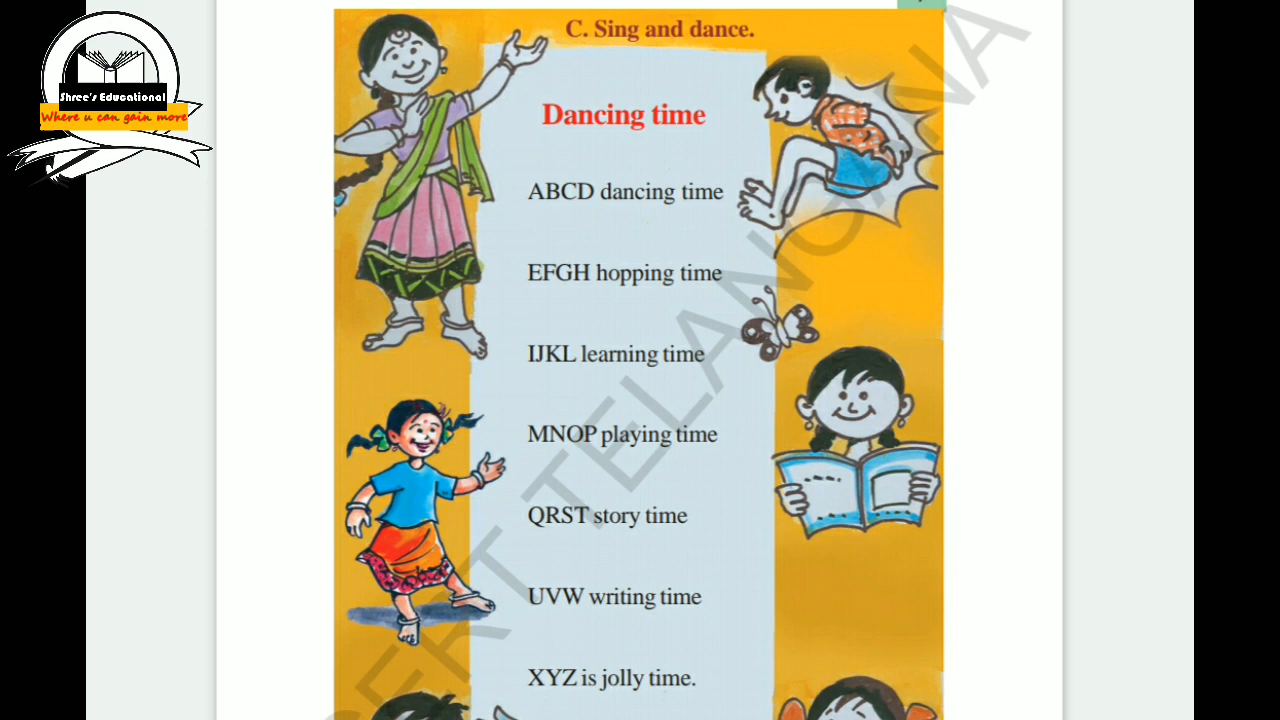 Shree's Educational
Where u can gain more
C. Sing and dance.
Dancing time
ABCD dancing time
EFGH hopping time
IJKL learning time
MNOP playing time
QRST story time
UVW writing time
XYZ is jolly time.
CERT TELANGANA